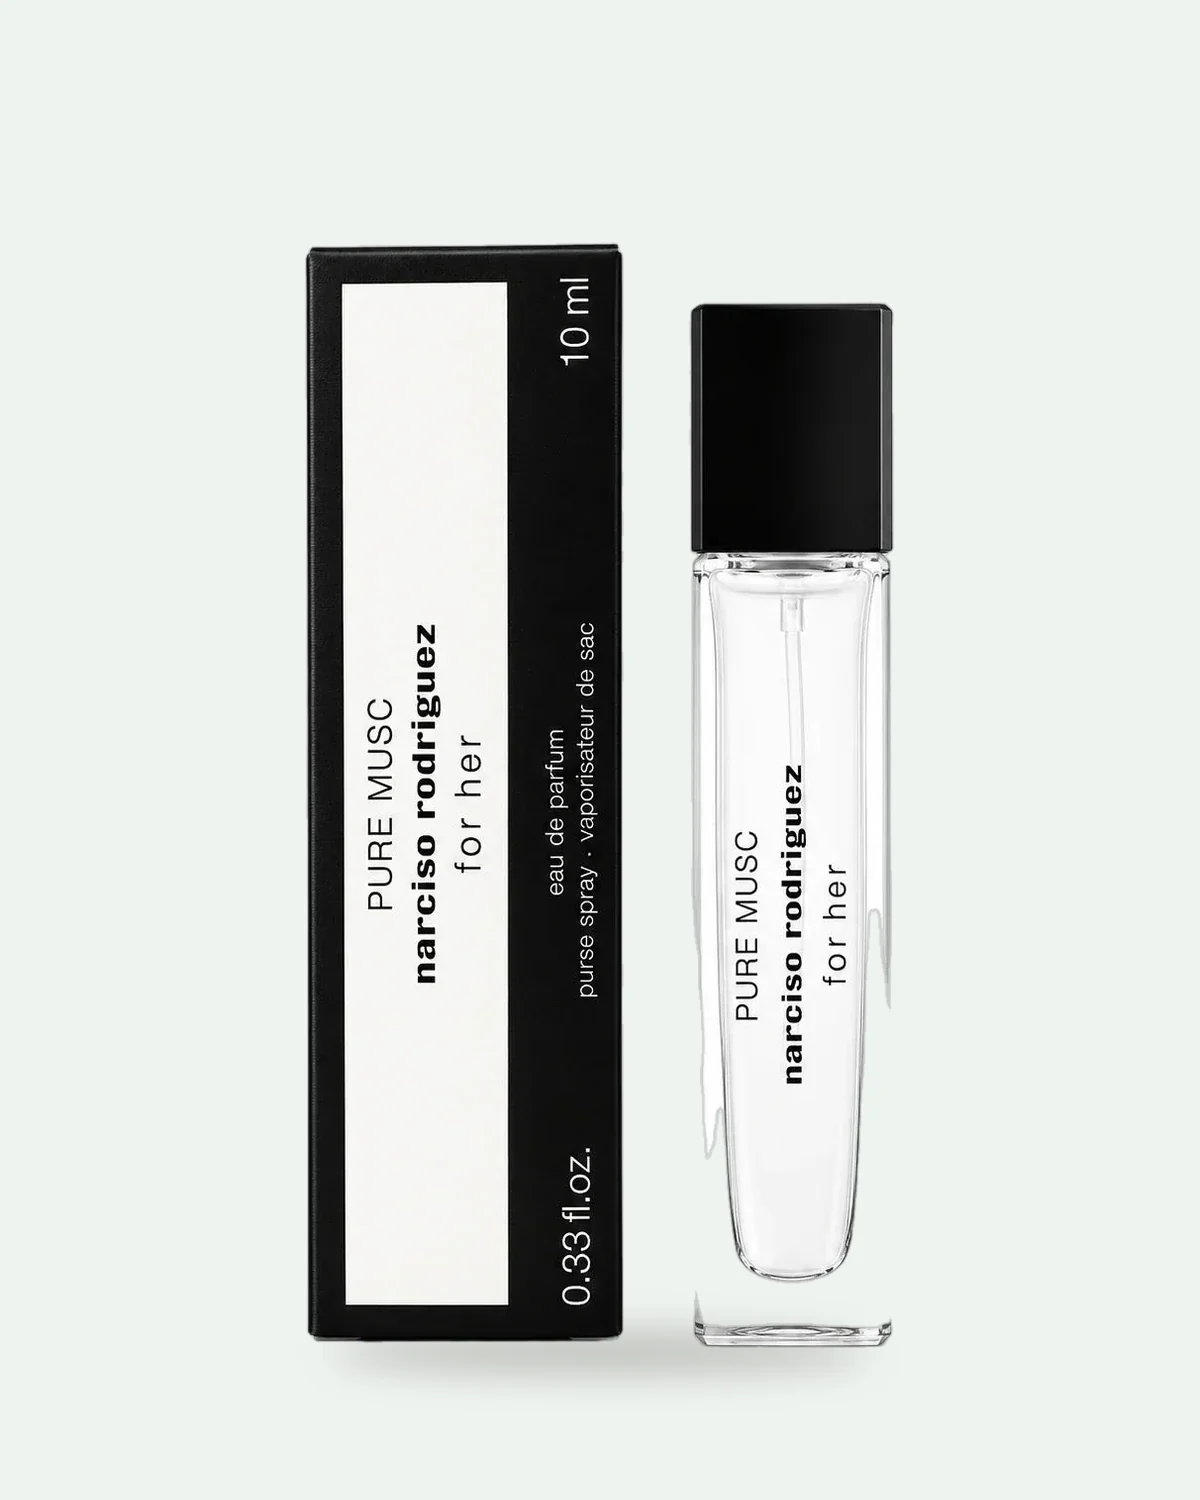 PURE MUSC
narciso rodriguez
for her
10 ml
eau de parfum
purse spray . vaporisateur de sac
0.33 fl.oz.
PURE MUSC
narciso rodriguez
for her